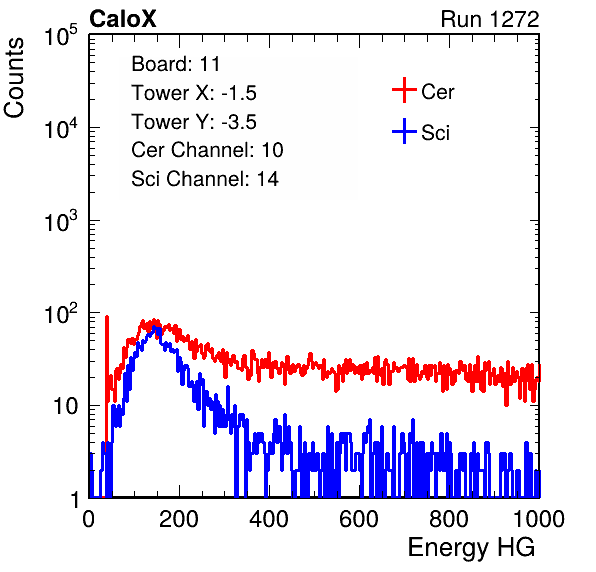 CaloX Run 1272
Counts
10^5
10^4
10^3
10^2
10
1
Board: 11
Tower X: -1.5
Tower Y: -3.5
Cer Channel: 10
Sci Channel: 14
Cer
Sci
0 200 400 600 800 1000
Energy HG